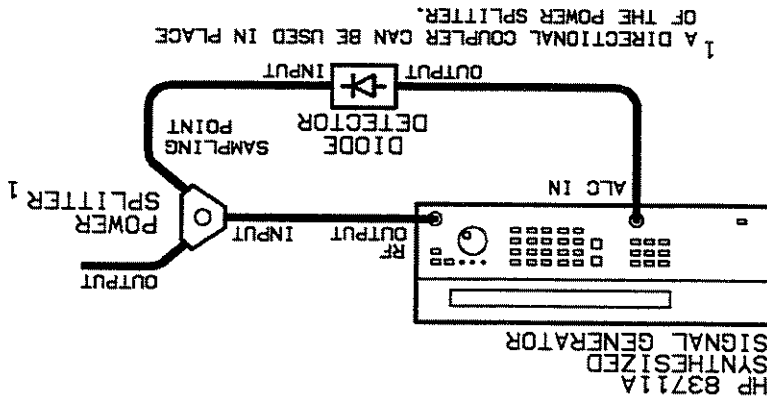 HP 83711A
SYNTHESIZED
SIGNAL GENERATOR
RF
OUTPUT
INPUT
OUTPUT
POWER
SPLITTER 1
ALC IN
SAMPLING
POINT
DIODE
DETECTOR
OUTPUT
INPUT
1 A DIRECTIONAL COUPLER CAN BE USED IN PLACE
OF THE POWER SPLITTER.